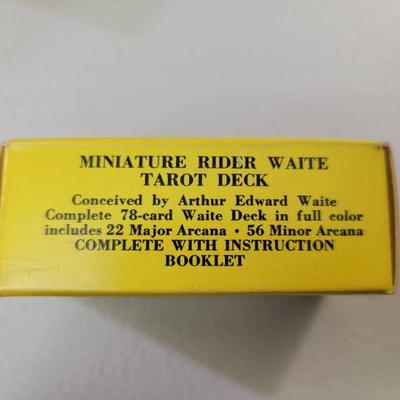 MINIATURE RIDER WAITE
TAROT DECK
Conceived by Arthur Edward Waite
Complete 78-card Waite Deck in full color
includes 22 Major Arcana • 56 Minor Arcana
COMPLETE WITH INSTRUCTION
BOOKLET